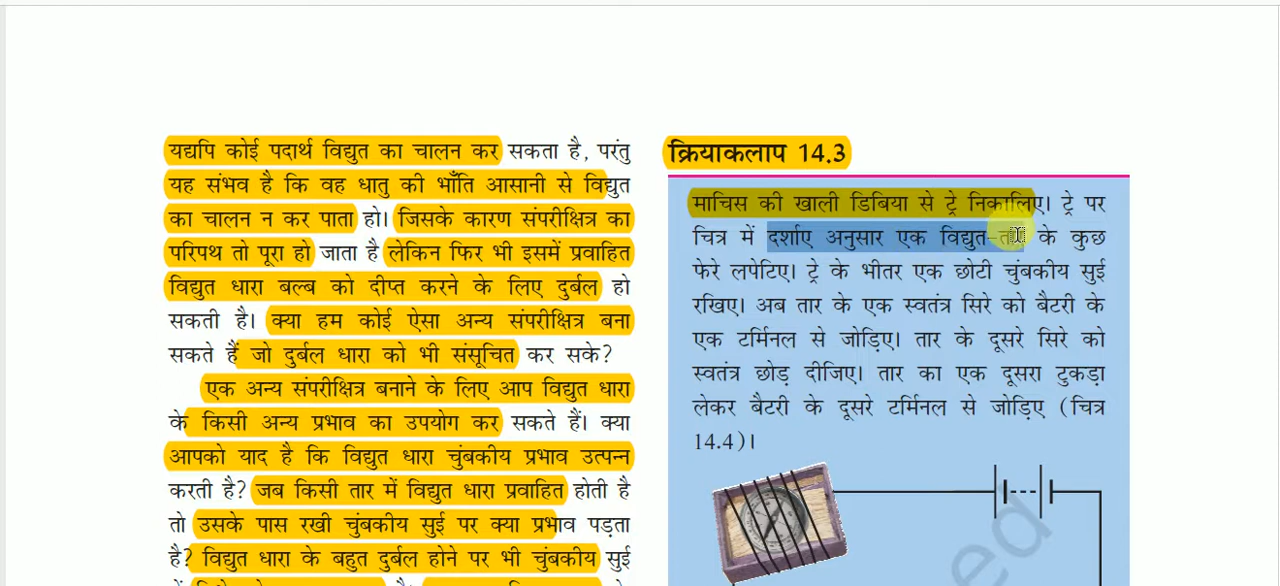 यद्यपि कोई पदार्थ विद्युत का चालन कर सकता है, परंतु
यह संभव है कि वह धातु की भाँति आसानी से विद्युत
का चालन न कर पाता हो। जिसके कारण संपरीक्षित्र का
परिपथ तो पूरा हो जाता है लेकिन फिर भी इसमें प्रवाहित
विद्युत धारा बल्ब को दीप्त करने के लिए दुर्बल हो
सकती है। क्या हम कोई ऐसा अन्य संपरीक्षित्र बना
सकते हैं जो दुर्बल धारा को भी संसूचित कर सके?
एक अन्य संपरीक्षित्र बनाने के लिए आप विद्युत धारा
के किसी अन्य प्रभाव का उपयोग कर सकते हैं। क्या
आपको याद है कि विद्युत धारा चुंबकीय प्रभाव उत्पन्न
करती है? जब किसी तार में विद्युत धारा प्रवाहित होती है
तो उसके पास रखी चुंबकीय सुई पर क्या प्रभाव पड़ता
है? विद्युत धारा के बहुत दुर्बल होने पर भी चुंबकीय सुई
क्रियाकलाप 14.3
माचिस की खाली डिबिया से ट्रे निकालिए। ट्रे पर
चित्र में दर्शाए अनुसार एक विद्युत के कुछ
फेरे लपेटिए। ट्रे के भीतर एक छोटी चुंबकीय सुई
रखिए। अब तार के एक स्वतंत्र सिरे को बैटरी के
एक टर्मिनल से जोड़िए। तार के दूसरे सिरे को
स्वतंत्र छोड़ दीजिए। तार का एक दूसरा टुकड़ा
लेकर बैटरी के दूसरे टर्मिनल से जोड़िए (चित्र
14.4)।